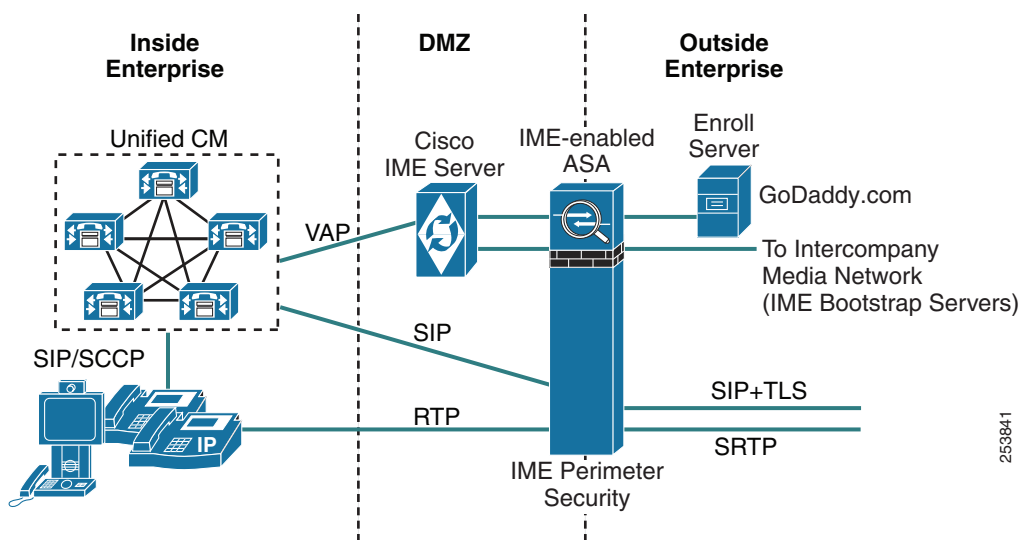 Inside
Enterprise
DMZ
Outside
Enterprise
Unified CM
Cisco
IME Server
IME-enabled
ASA
Enroll
Server
GoDaddy.com
VAP
To Intercompany
Media Network
(IME Bootstrap Servers)
SIP
SIP/SCCP
IP
RTP
SIP+TLS
SRTP
IME Perimeter
Security
253841